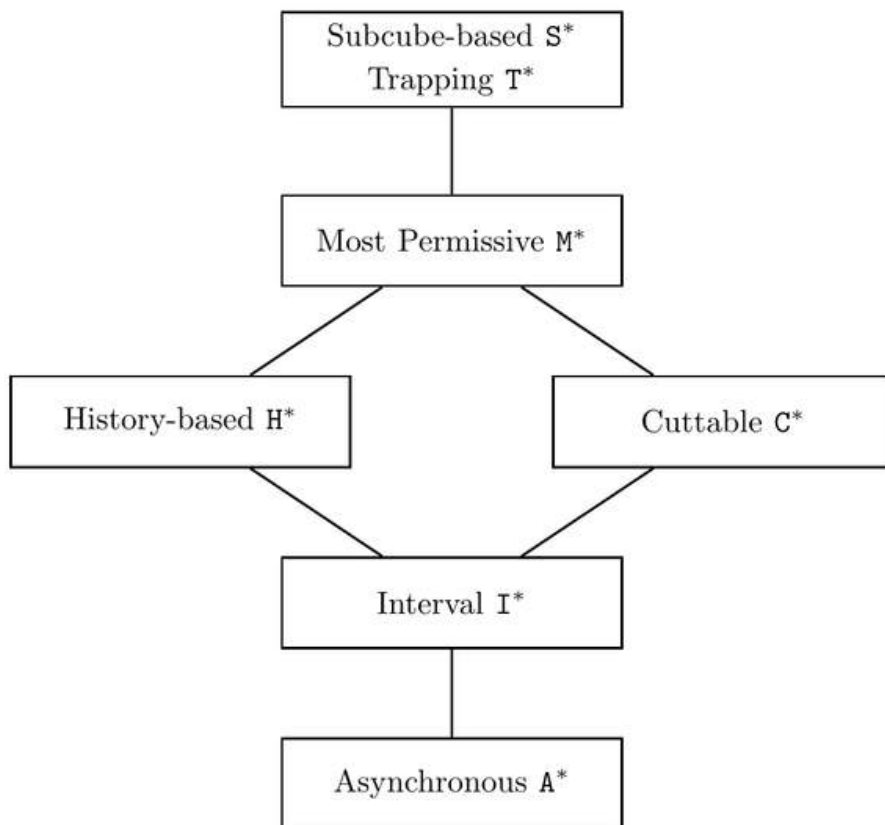 Subcube-based S*
Trapping T*
Most Permissive M*
History-based H*
Cuttable C*
Interval I*
Asynchronous A*